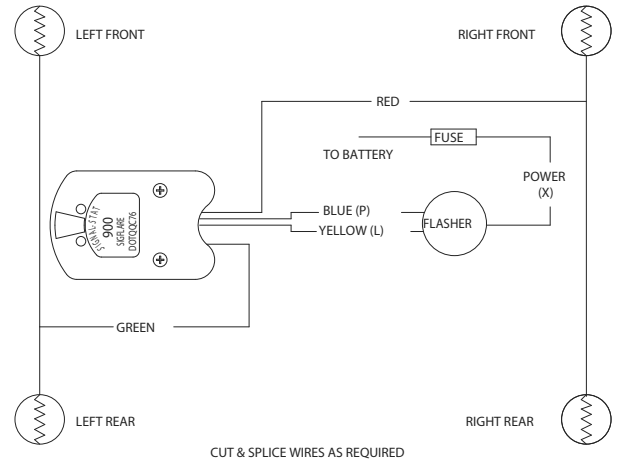 LEFT FRONT
RIGHT FRONT
RED
FUSE
TO BATTERY
POWER
(X)
SIGNAL-STAT
900
SIGFLARE
DOTQQC76
BLUE (P)
YELLOW (L)
FLASHER
GREEN
LEFT REAR
RIGHT REAR
CUT & SPLICE WIRES AS REQUIRED